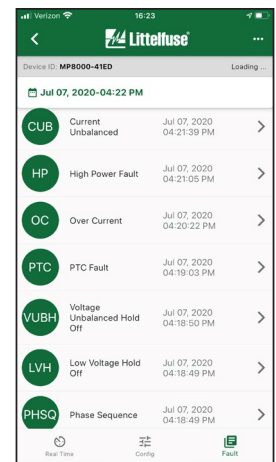 Verizon 16:23
Littelfuse®
Device ID: MP8000-41ED Loading ...
Jul 07, 2020-04:22 PM
CUB Current Unbalanced Jul 07, 2020 04:21:39 PM
HP High Power Fault Jul 07, 2020 04:21:05 PM
OC Over Current Jul 07, 2020 04:20:22 PM
PTC PTC Fault Jul 07, 2020 04:19:03 PM
VUBH Voltage Unbalanced Hold Off Jul 07, 2020 04:18:50 PM
LVH Low Voltage Hold Off Jul 07, 2020 04:18:49 PM
PHSQ Phase Sequence Jul 07, 2020 04:18:49 PM
Real Time Config Fault